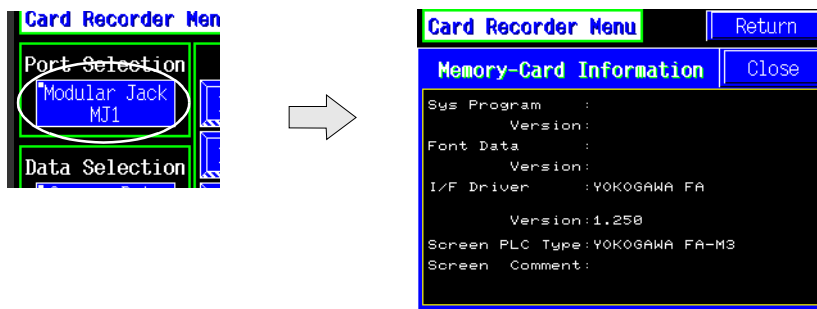 Card Recorder Men
Port Selection
Modular Jack
MJ1
Data Selection
Card Recorder Menu
Return
Memory-Card Information
Close
Sys Program :
Version:
Font Data :
Version:
I/F Driver :YOKOGAWA FA
Version:1.250
Screen PLC Type:YOKOGAWA FA-M3
Screen Comment: